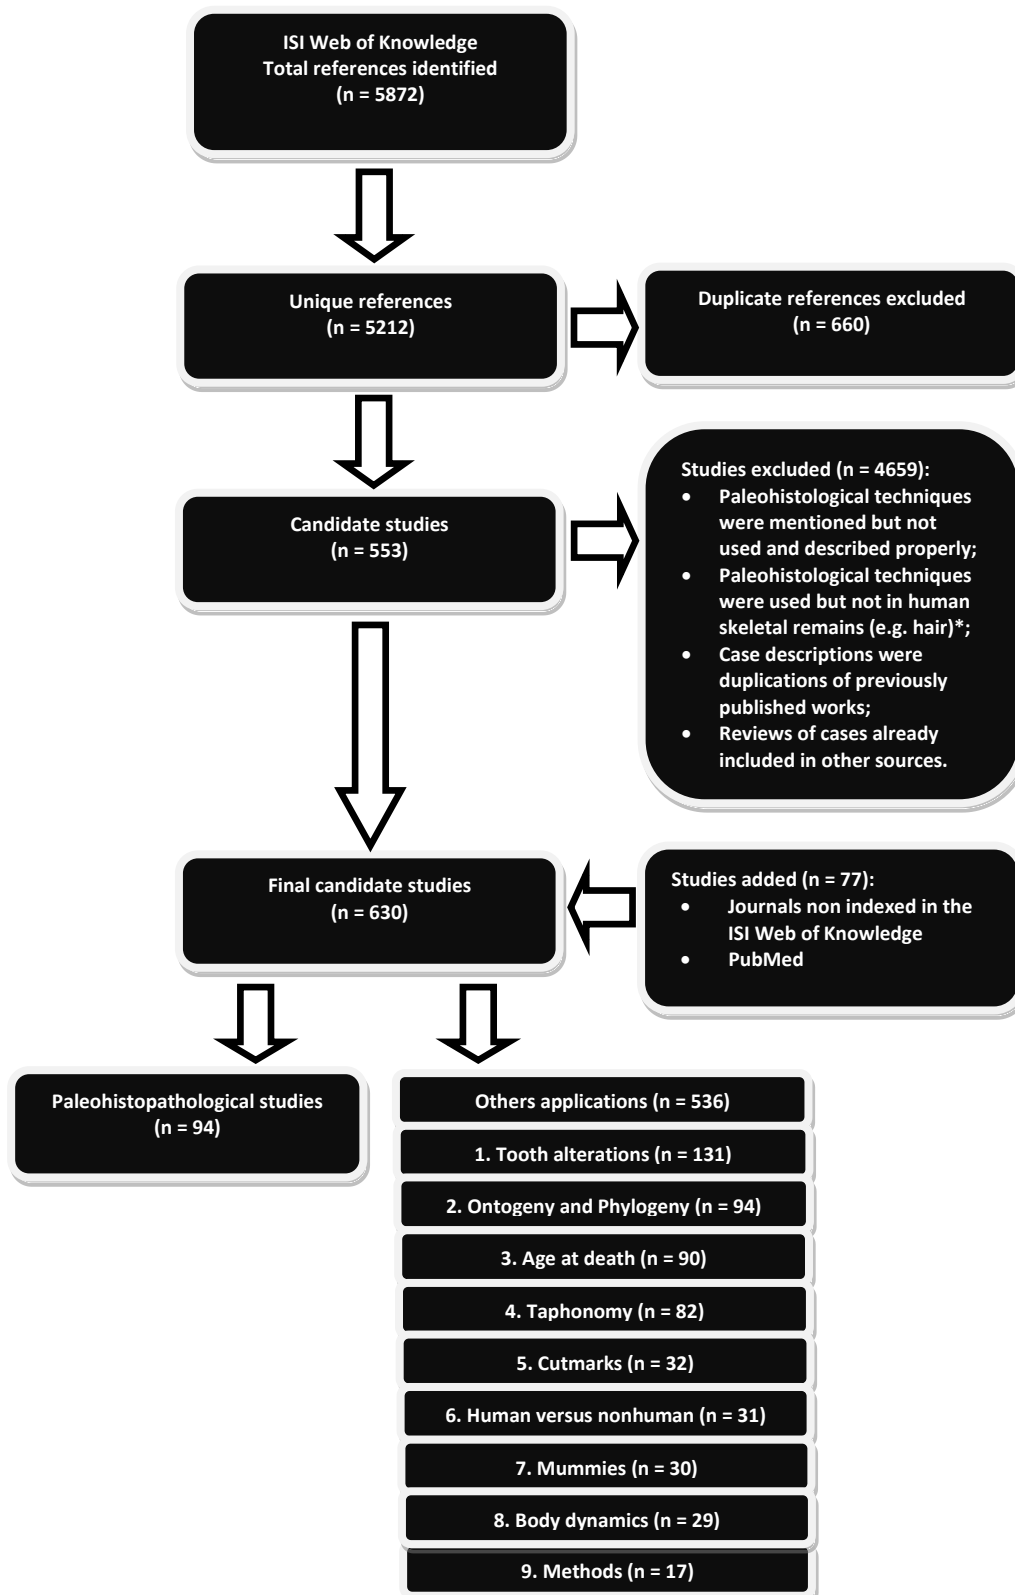 ISI Web of Knowledge
Total references identified
(n = 5872)
Unique references
(n = 5212)
Duplicate references excluded
(n = 660)
Candidate studies
(n = 553)
Studies excluded (n = 4659):
• Paleohistological techniques
were mentioned but not
used and described properly;
• Paleohistological techniques
were used but not in human
skeletal remains (e.g. hair)*;
• Case descriptions were
duplications of previously
published works;
• Reviews of cases already
included in other sources.
Final candidate studies
(n = 630)
Studies added (n = 77):
• Journals non indexed in the
ISI Web of Knowledge
• PubMed
Paleohistopathological studies
(n = 94)
Others applications (n = 536)
1. Tooth alterations (n = 131)
2. Ontogeny and Phylogeny (n = 94)
3. Age at death (n = 90)
4. Taphonomy (n = 82)
5. Cutmarks (n = 32)
6. Human versus nonhuman (n = 31)
7. Mummies (n = 30)
8. Body dynamics (n = 29)
9. Methods (n = 17)